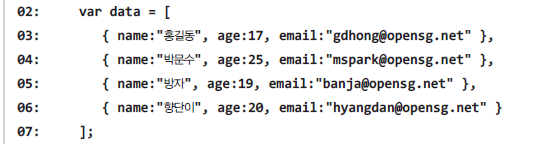 02: var data = [
03: { name:"홍길동", age:17, email:"gdhong@opensg.net" },
04: { name:"박문수", age:25, email:"mspark@opensg.net" },
05: { name:"방자", age:19, email:"banja@opensg.net" },
06: { name:"향단이", age:20, email:"hyangdan@opensg.net" }
07: ];